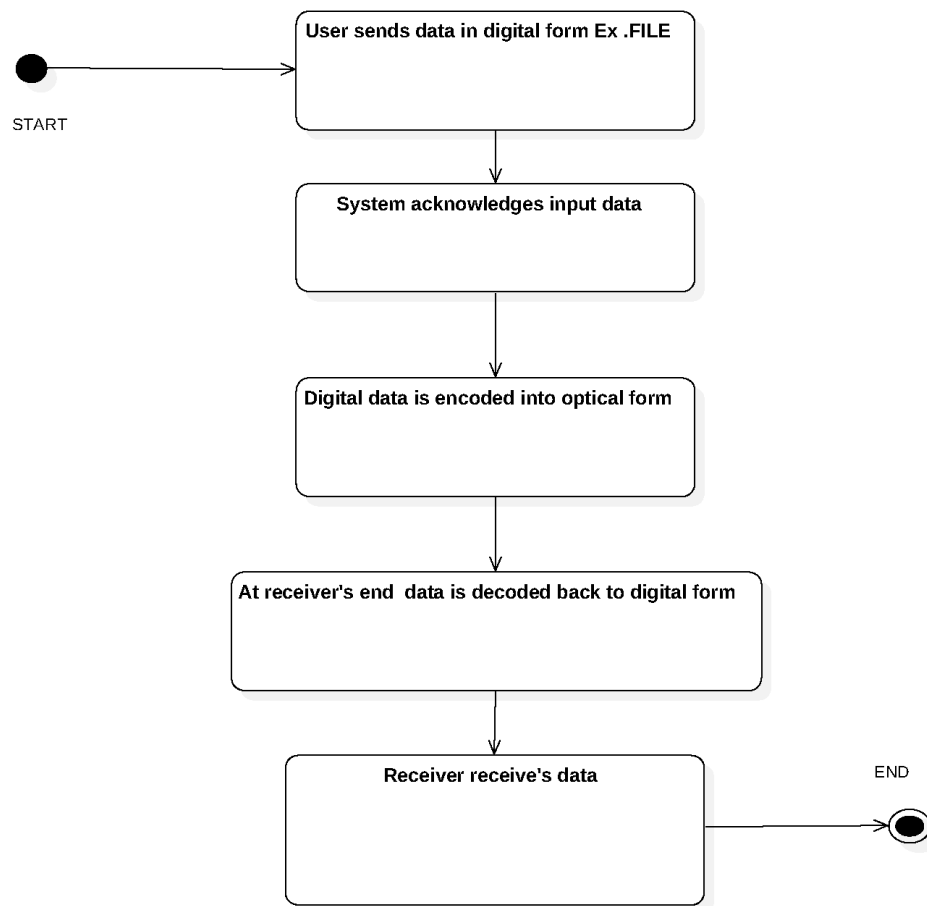 User sends data in digital form Ex .FILE
START
System acknowledges input data
Digital data is encoded into optical form
At receiver's end  data is decoded back to digital form
Receiver receive's data
END